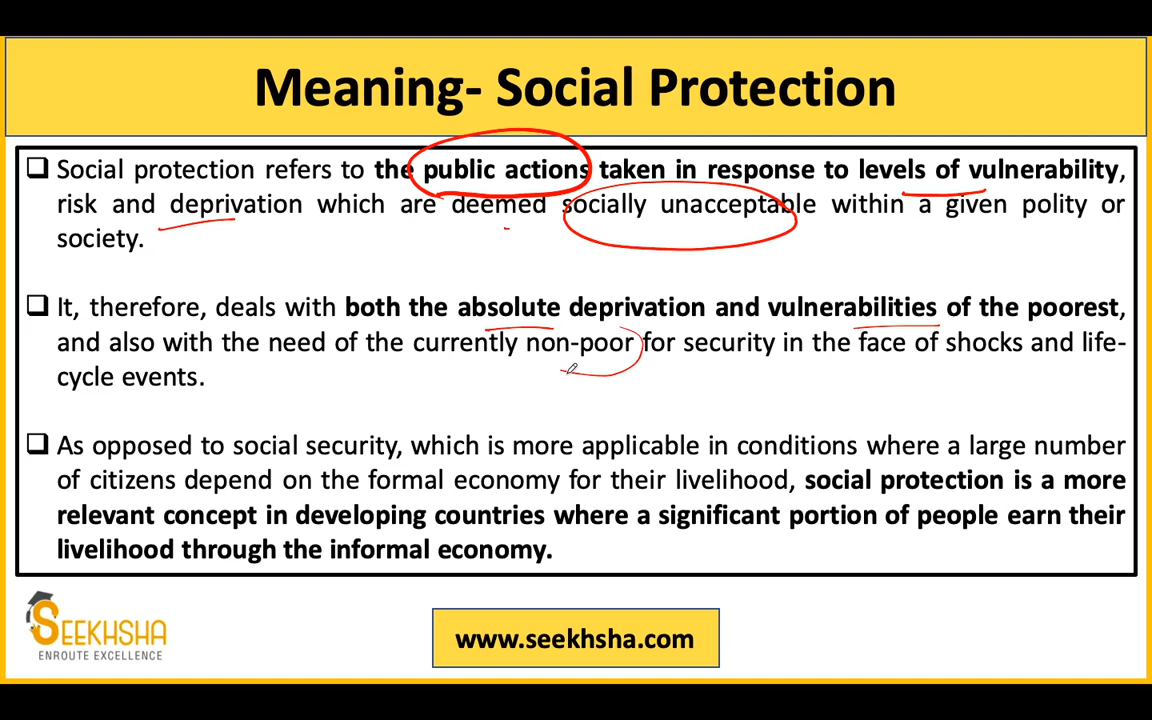 Meaning- Social Protection
❑ Social protection refers to the public actions taken in response to levels of vulnerability,
risk and deprivation which are deemed socially unacceptable within a given polity or
society.
❑ It, therefore, deals with both the absolute deprivation and vulnerabilities of the poorest,
and also with the need of the currently non-poor for security in the face of shocks and life-
cycle events.
❑ As opposed to social security, which is more applicable in conditions where a large number
of citizens depend on the formal economy for their livelihood, social protection is a more
relevant concept in developing countries where a significant portion of people earn their
livelihood through the informal economy.
SEEKHSHA
ENROUTE EXCELLENCE
www.seekhsha.com